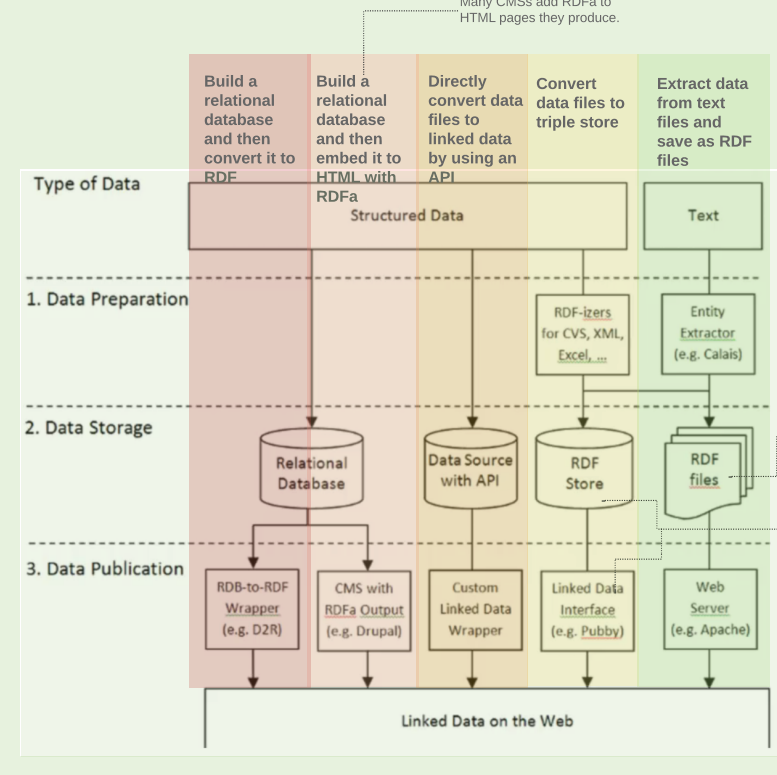 Many CMSs add RDFa to
HTML pages they produce.
Build a
relational
database
and then
convert it to
RDF
Build a
relational
database
and then
embed it to
HTML with
RDFa
Directly
convert data
files to
linked data
by using an
API
Convert
data files to
triple store
Extract data
from text
files and
save as RDF
files
Type of Data
Structured Data
Text
1. Data Preparation
RDF-izers
for CVS, XML,
Excel, ...
Entity
Extractor
(e.g. Calais)
2. Data Storage
Relational
Database
Data Source
with API
RDF
Store
RDF
files
3. Data Publication
RDB-to-RDF
Wrapper
(e.g. D2R)
CMS with
RDFa Output
(e.g. Drupal)
Custom
Linked Data
Wrapper
Linked Data
Interface
(e.g. Pubby)
Web
Server
(e.g. Apache)
Linked Data on the Web